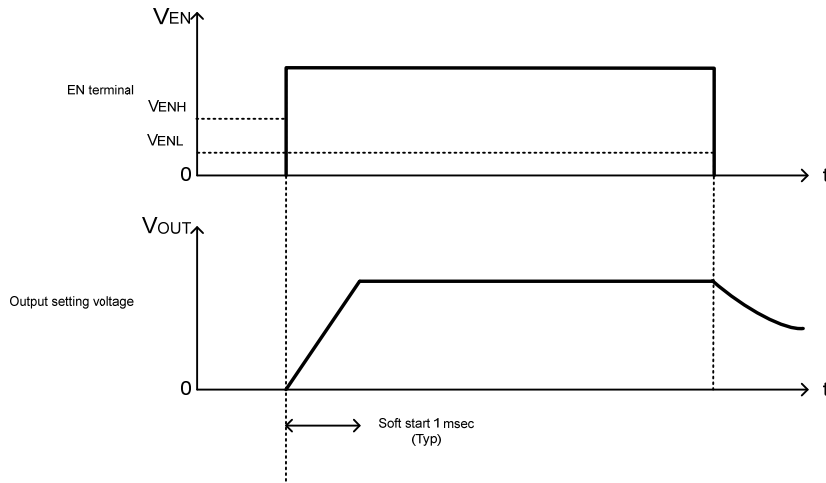 VEN
EN terminal
VENH
VENL
0
t
VOUT
Output setting voltage
0
t
Soft start 1 msec
(Typ)